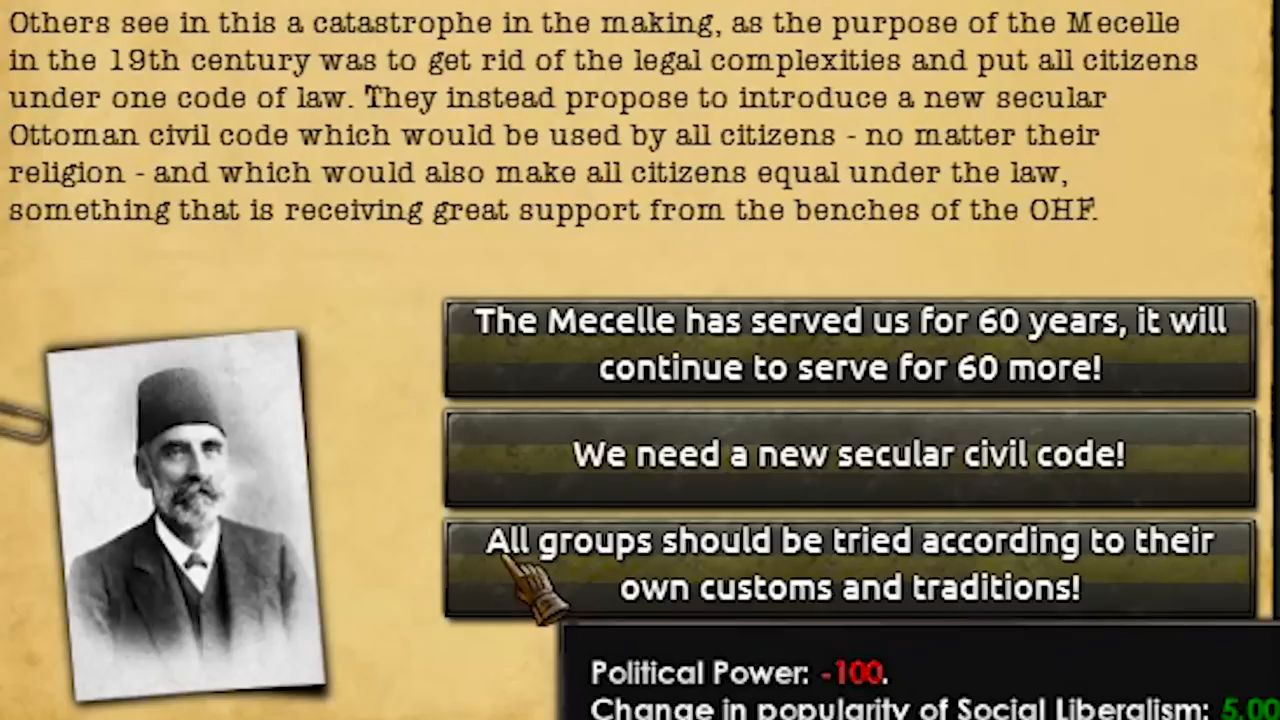 Others see in this a catastrophe in the making, as the purpose of the Mecelle
in the 19th century was to get rid of the legal complexities and put all citizens
under one code of law. They instead propose to introduce a new secular
Ottoman civil code which would be used by all citizens - no matter their
religion - and which would also make all citizens equal under the law,
something that is receiving great support from the benches of the OHF.
The Mecelle has served us for 60 years, it will
continue to serve for 60 more!
We need a new secular civil code!
All groups should be tried according to their
own customs and traditions!
Political Power: -100.
Change in popularity of Social Liberalism: 5.00